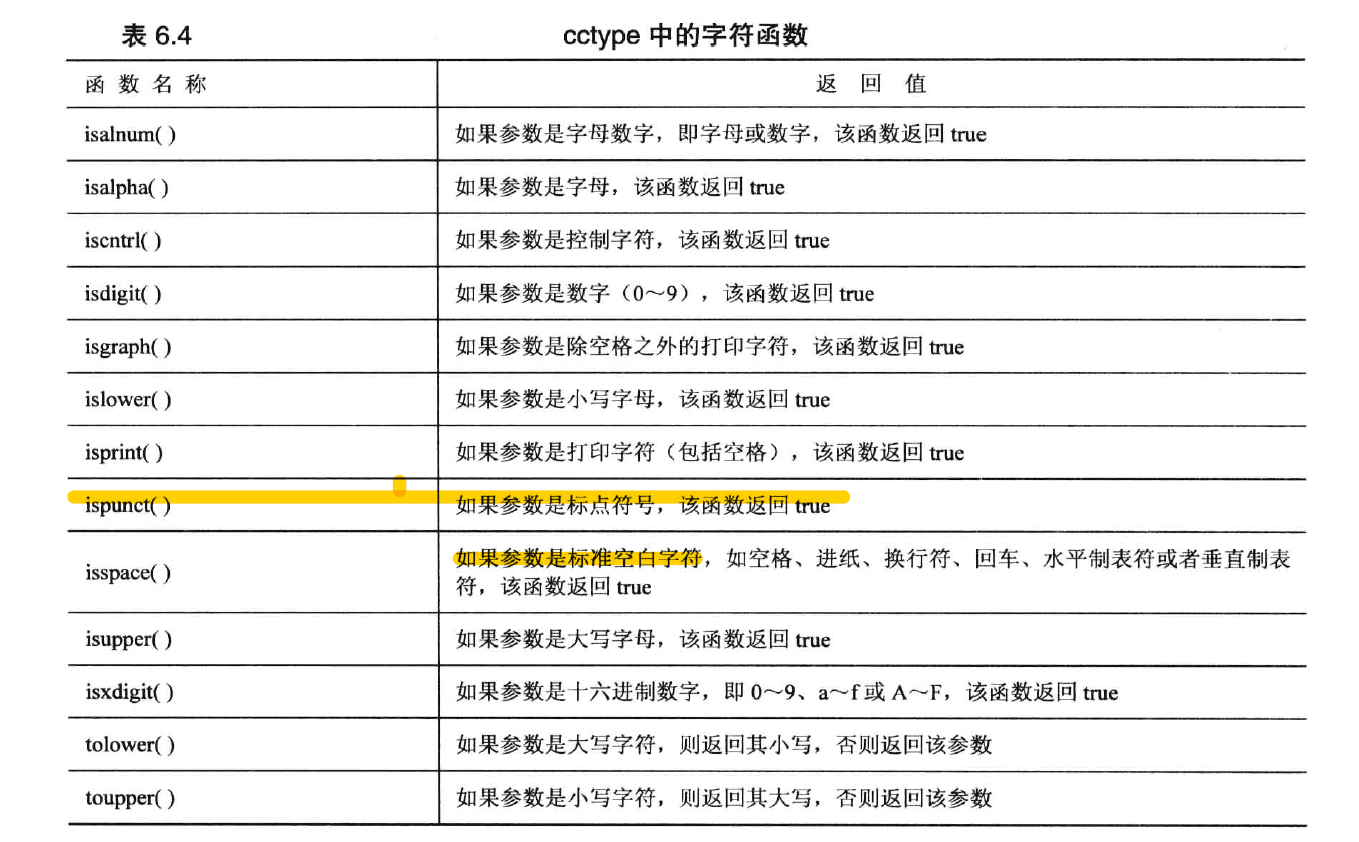 表 6.4 cctype 中的字符函数
函 数 名 称 返 回 值
isalnum( ) 如果参数是字母数字，即字母或数字，该函数返回 true
isalpha( ) 如果参数是字母，该函数返回 true
iscntrl( ) 如果参数是控制字符，该函数返回 true
isdigit( ) 如果参数是数字（0～9），该函数返回 true
isgraph( ) 如果参数是除空格之外的打印字符，该函数返回 true
islower( ) 如果参数是小写字母，该函数返回 true
isprint( ) 如果参数是打印字符（包括空格），该函数返回 true
ispunct( ) 如果参数是标点符号，该函数返回 true
isspace( ) 如果参数是标准空白字符，如空格、进纸、换行符、回车、水平制表符或者垂直制表
符，该函数返回 true
isupper( ) 如果参数是大写字母，该函数返回 true
isxdigit( ) 如果参数是十六进制数字，即 0～9、a～f 或 A～F，该函数返回 true
tolower( ) 如果参数是大写字符，则返回其小写，否则返回该参数
toupper( ) 如果参数是小写字符，则返回其大写，否则返回该参数